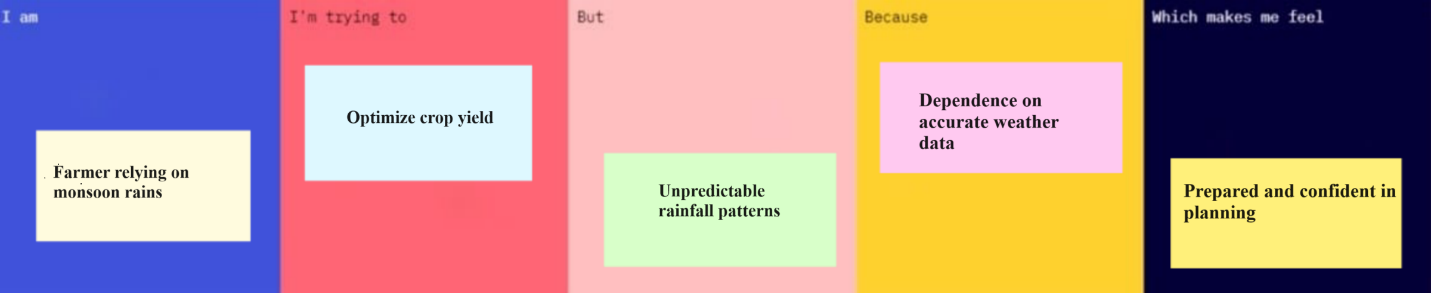 I am
Farmer relying on
monsoon rains
I'm trying to
Optimize crop yield
But
Unpredictable
rainfall patterns
Because
Dependence on
accurate weather
data
Which makes me feel
Prepared and confident in
planning